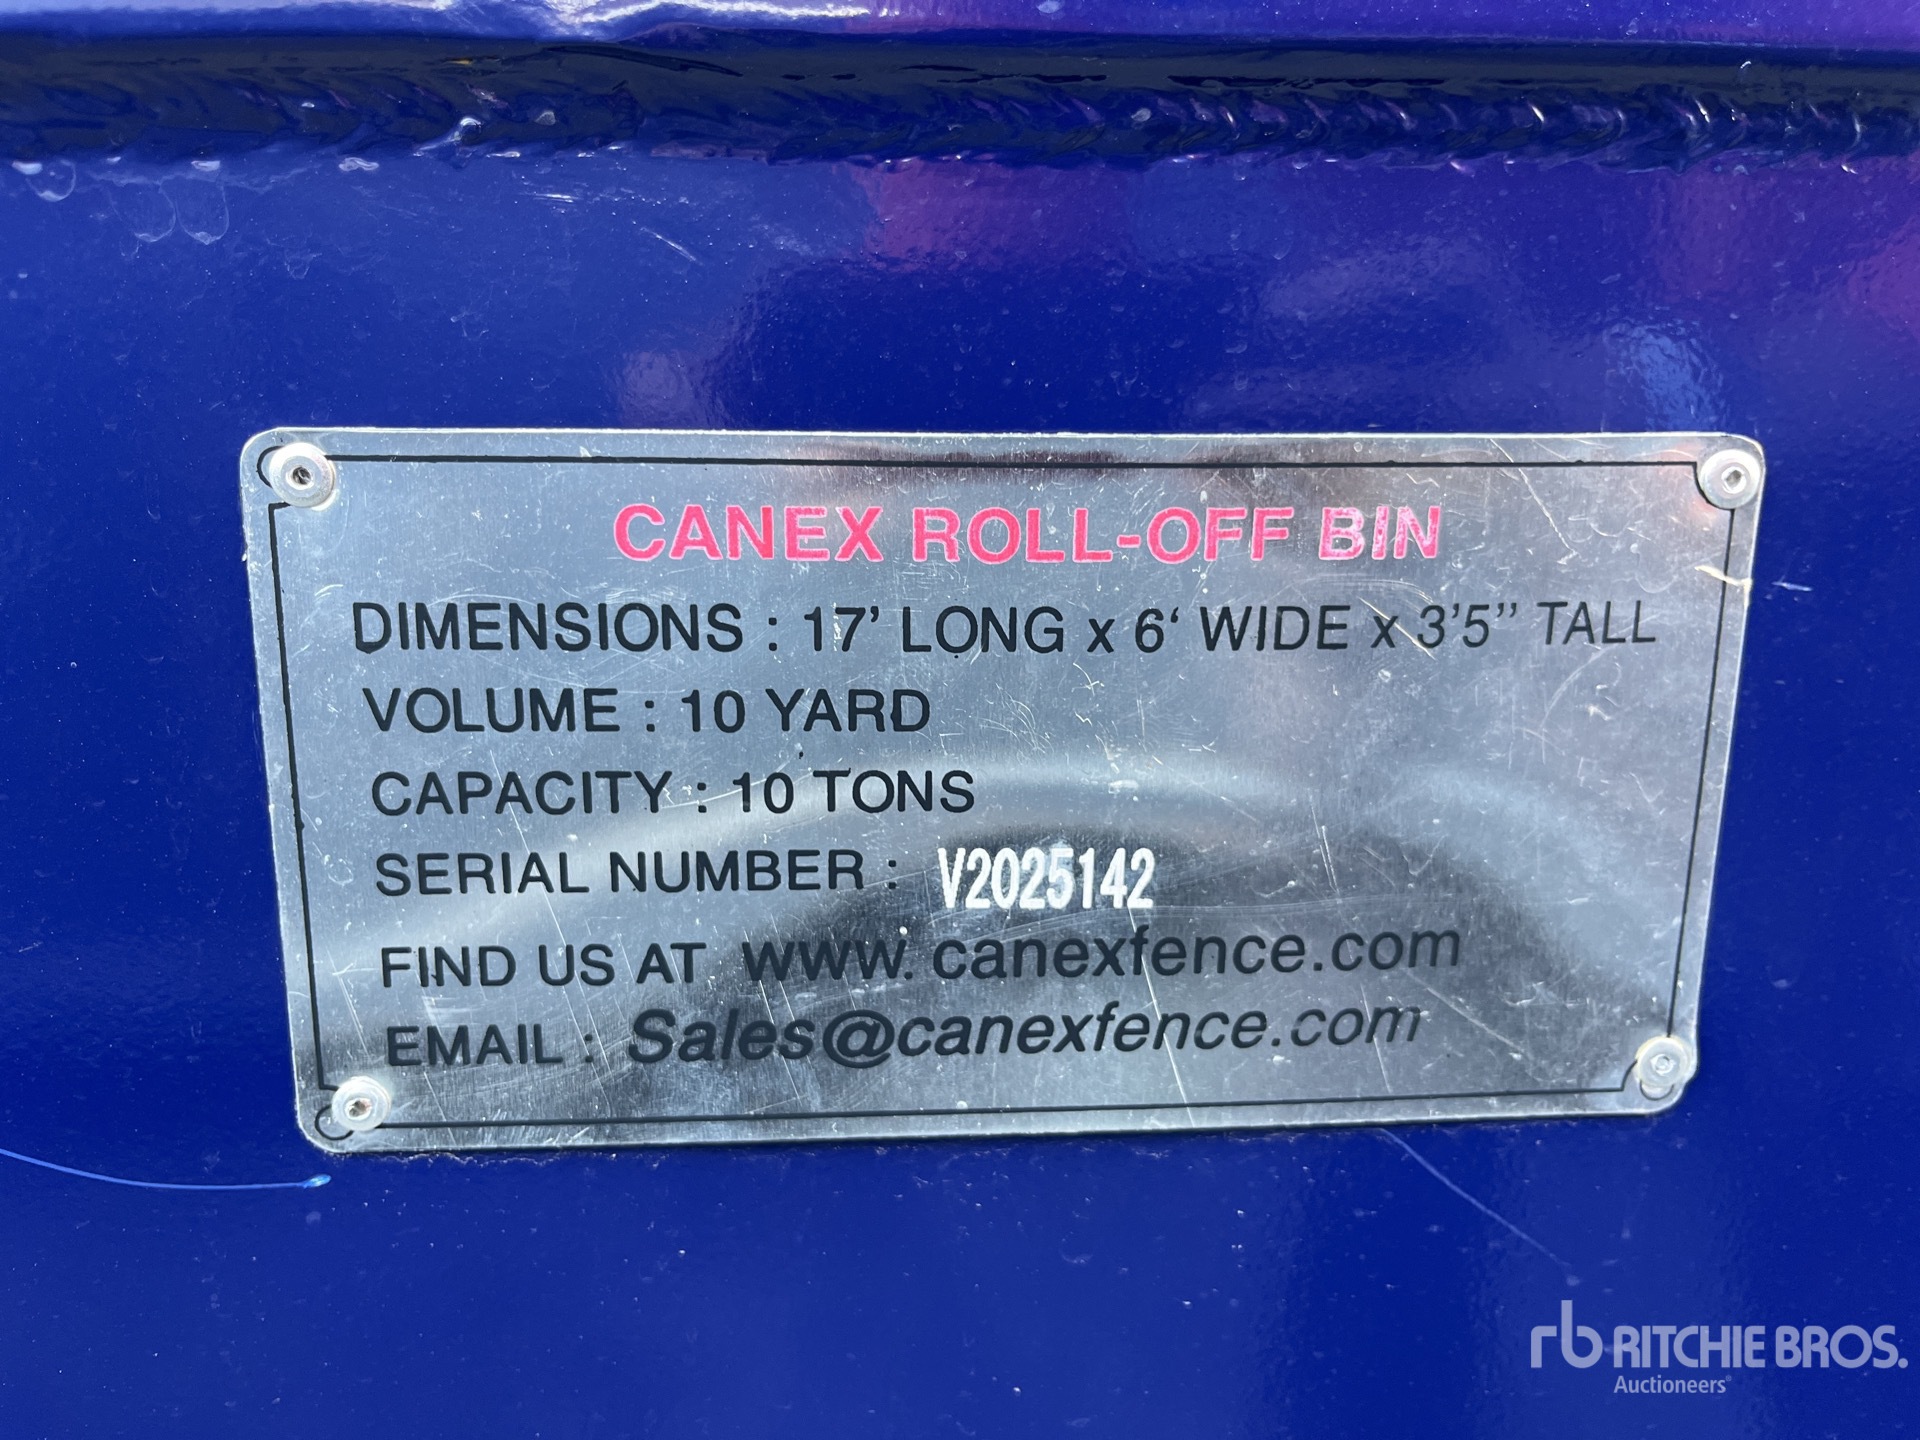 CANEX ROLL-OFF BIN
DIMENSIONS : 17' LONG x 6' WIDE x 3'5" TALL
VOLUME : 10 YARD
CAPACITY : 10 TONS
SERIAL NUMBER : V2025142
FIND US AT www. canexfence.com
EMAIL : Sales@canexfence.com
rb RITCHIE BROS.
Auctioneers